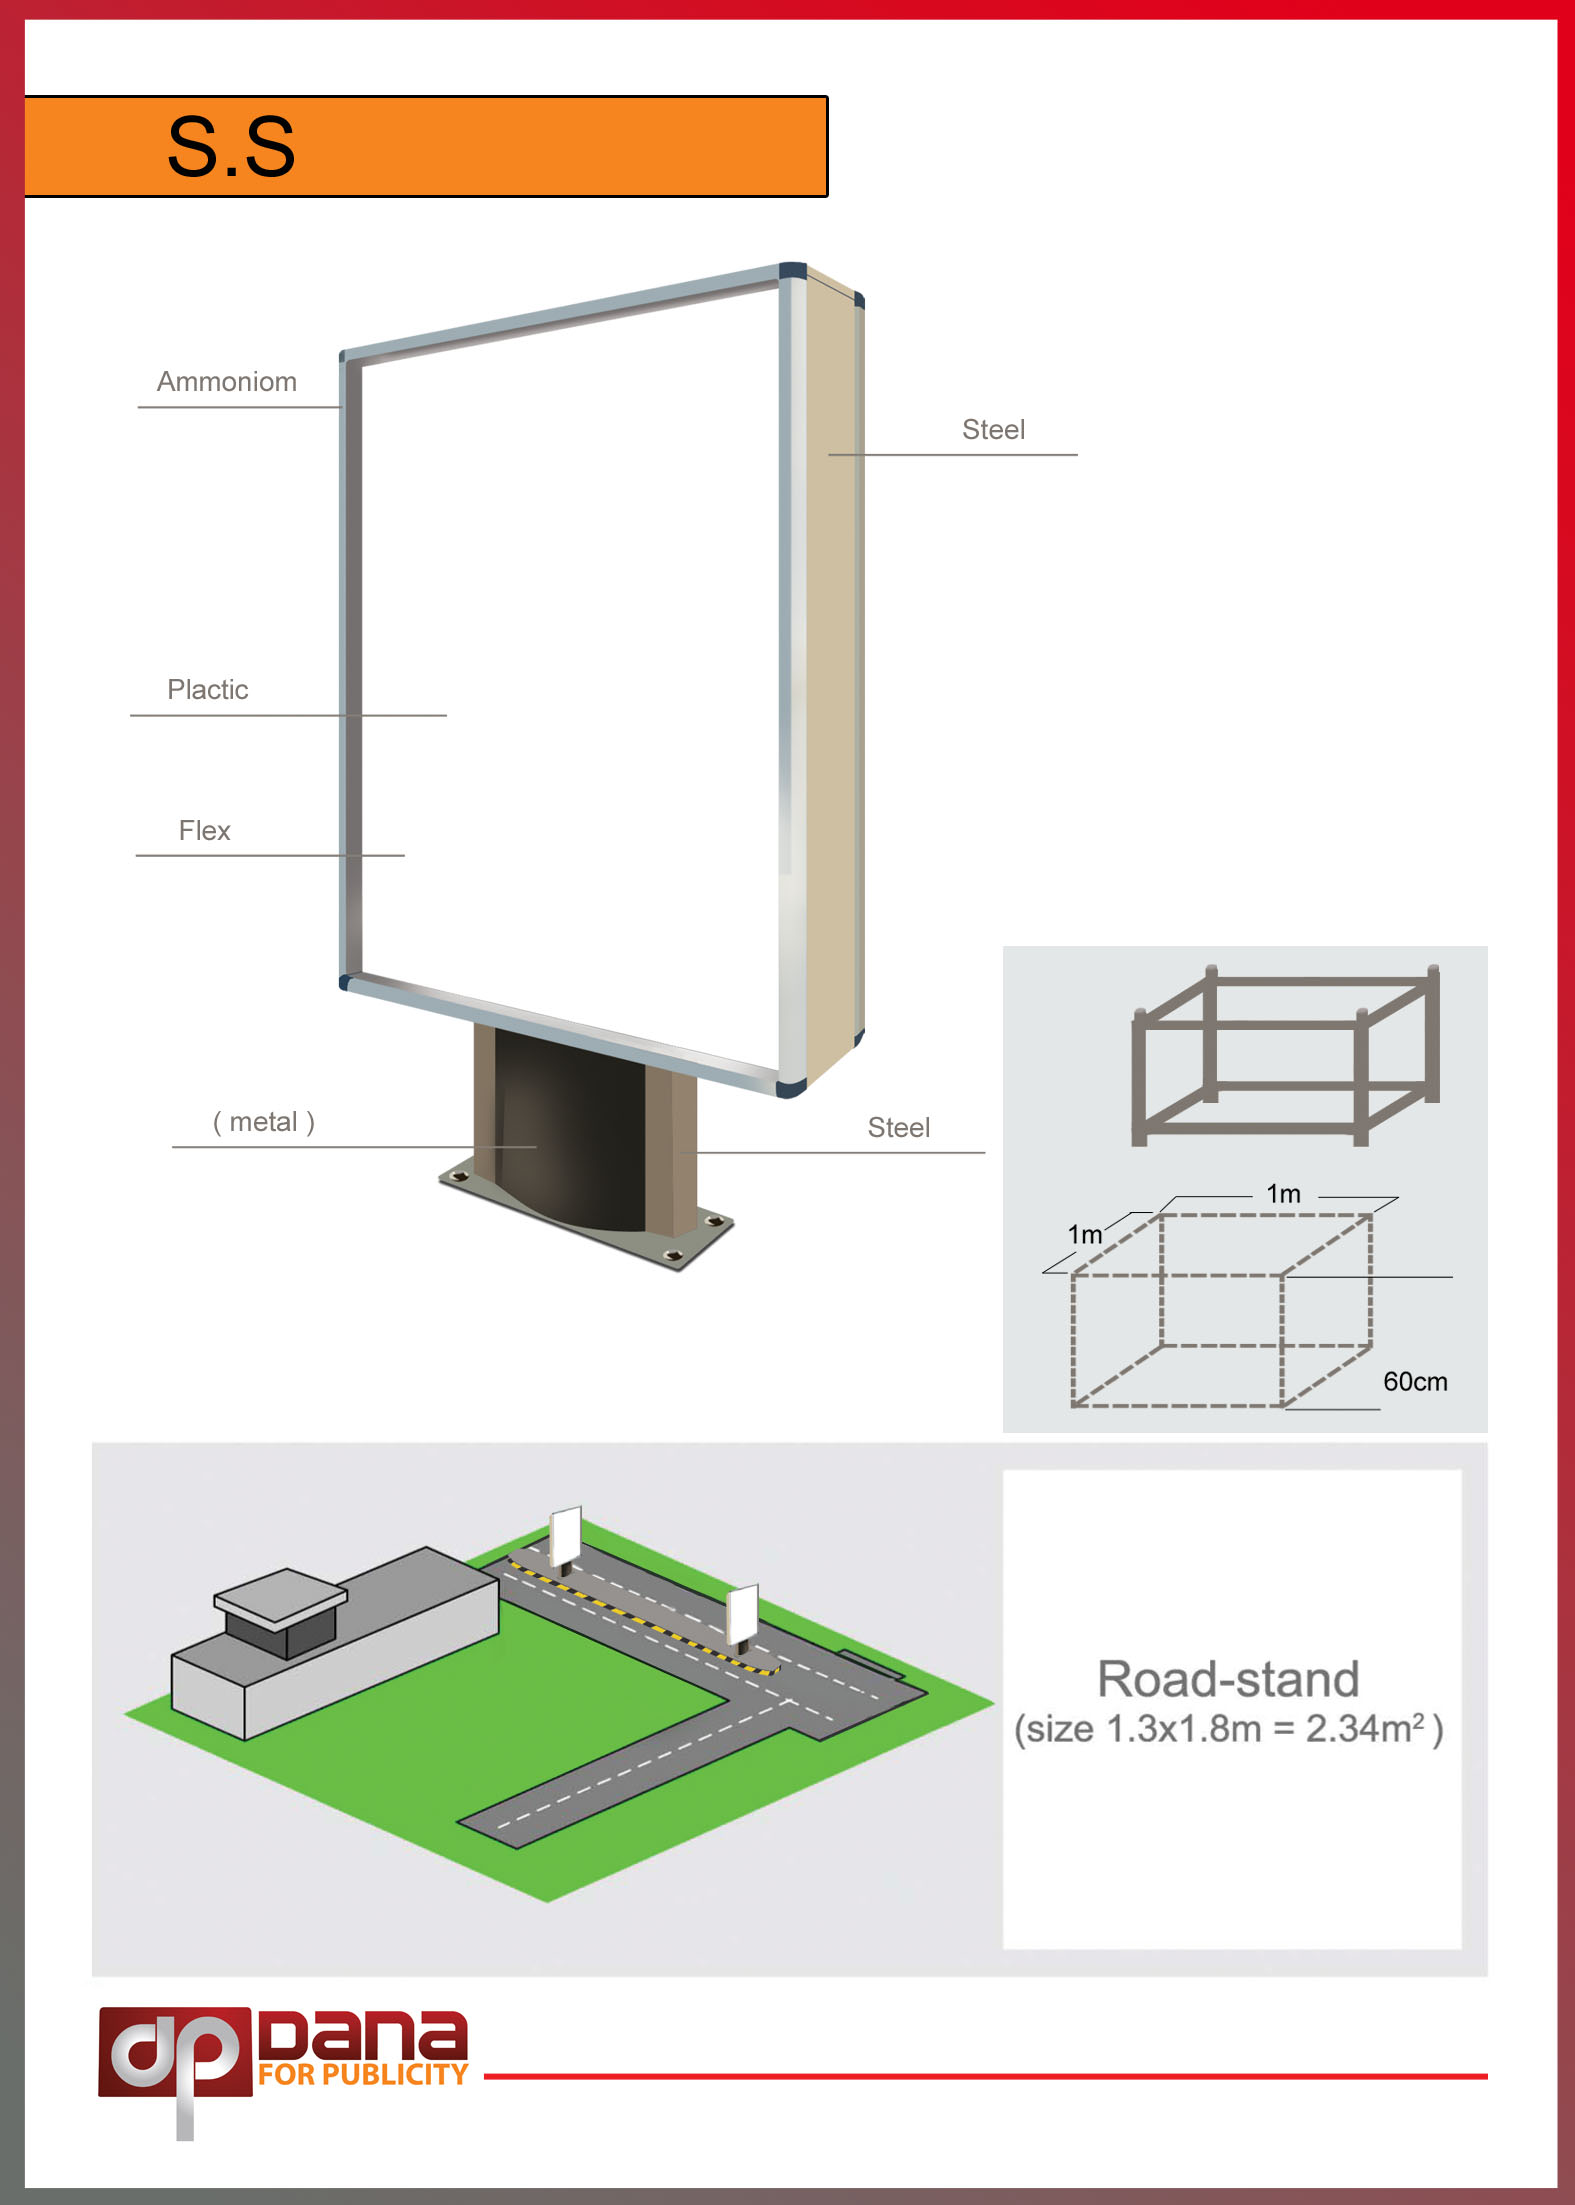 S.S
Ammoniom
Steel
Plactic
Flex
( metal )
Steel
1m
1m
60cm
Road-stand
(size 1.3x1.8m = 2.34m² )
dp DANA
FOR PUBLICITY